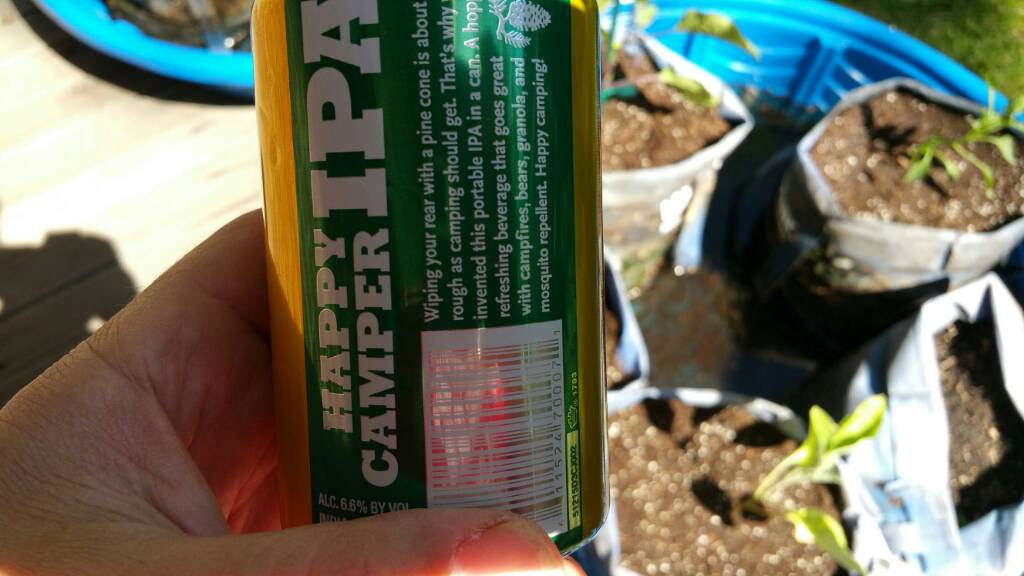 HAPPY IPA
CAMPER
Wiping your rear with a pine cone is about
rough as camping should get. That's why
invented this portable IPA in a can. A hop
refreshing beverage that goes great
with campfires, bears, granola, and
mosquito repellent. Happy camping!
ALC. 6.6% BY VOL